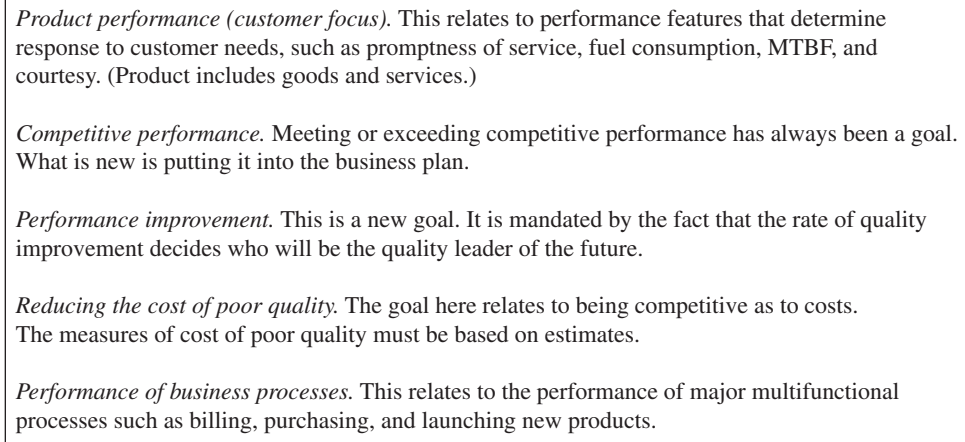 Product performance (customer focus). This relates to performance features that determine
response to customer needs, such as promptness of service, fuel consumption, MTBF, and
courtesy. (Product includes goods and services.)
Competitive performance. Meeting or exceeding competitive performance has always been a goal.
What is new is putting it into the business plan.
Performance improvement. This is a new goal. It is mandated by the fact that the rate of quality
improvement decides who will be the quality leader of the future.
Reducing the cost of poor quality. The goal here relates to being competitive as to costs.
The measures of cost of poor quality must be based on estimates.
Performance of business processes. This relates to the performance of major multifunctional
processes such as billing, purchasing, and launching new products.